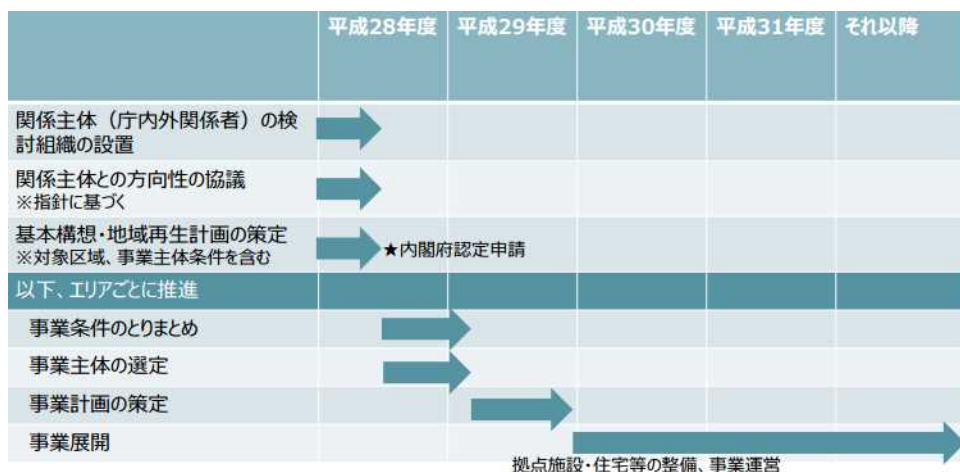 平成28年度 平成29年度 平成30年度 平成31年度 それ以降
関係主体（庁内外関係者）の検
討組織の設置
関係主体との方向性の協議
※指針に基づく
基本構想・地域再生計画の策定
※対象区域、事業主体条件を含む
★内閣府認定申請
以下、エリアごとに推進
事業条件のとりまとめ
事業主体の選定
事業計画の策定
事業展開
拠点施設・住宅等の整備、事業運営